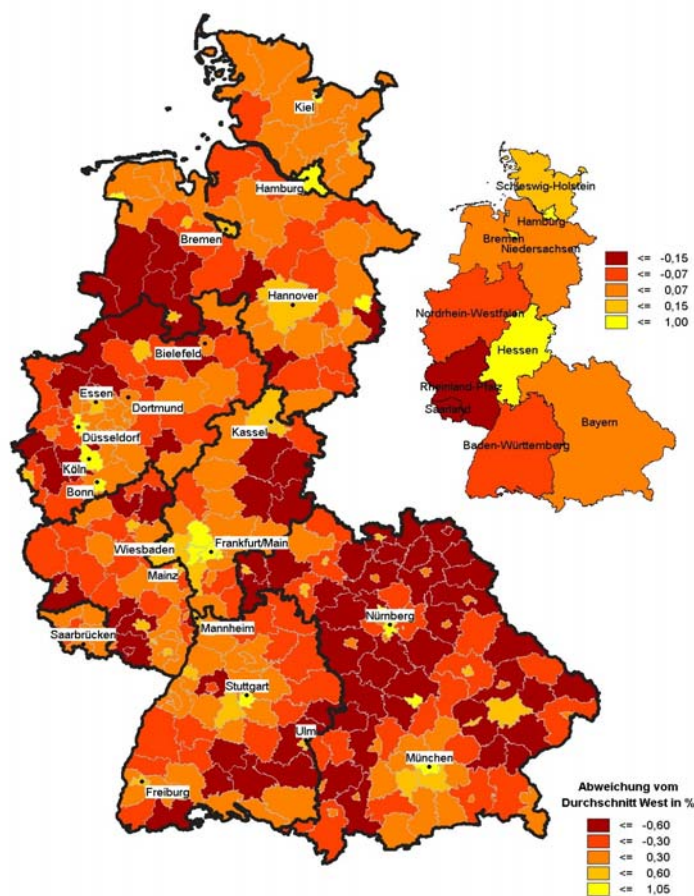 Kiel
Hamburg
Bremen
Hannover
Bielefeld
Essen
Dortmund
Düsseldorf
Kassel
Köln
Bonn
Wiesbaden
Frankfurt/Main
Mainz
Saarbrücken
Mannheim
Nürnberg
Stuttgart
Ulm
München
Freiburg
Schleswig-Holstein
Hamburg
Bremen
Niedersachsen
Nordrhein-Westfalen
Hessen
Rheinland-Pfalz
Saarland
Bayern
Baden-Württemberg
<= -0,15
<= -0,07
<= 0,07
<= 0,15
<= 1,00
Abweichung vom
Durchschnitt West in %
<= -0,60
<= -0,30
<= 0,30
<= 0,60
<= 1,05